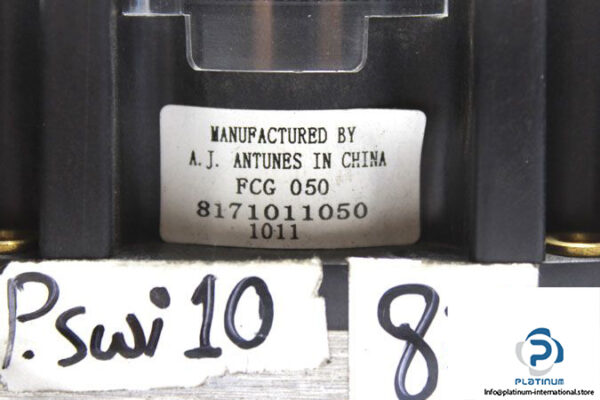 MANUFACTURED BY
A.J. ANTUNES IN CHINA
FCG 050
8171011050
1011
P.swi 10
8
PLATINUM
Info@platinum-international.store